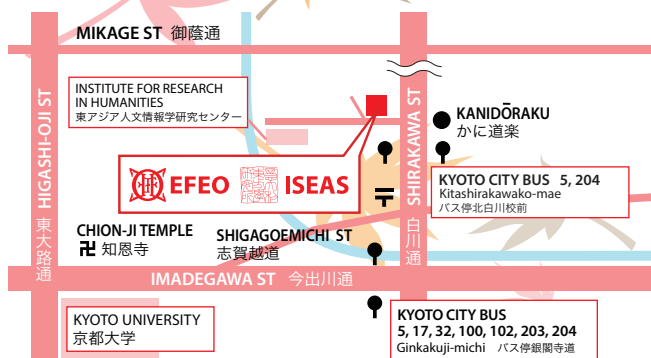 MIKAGE ST 御蔭通
HIGASHI-OJI ST 東大路通
INSTITUTE FOR RESEARCH
IN HUMANITIES
東アジア人文情報学研究センター
SHIRAKAWA ST 白川通
KANIDŌRAKU
かに道楽
EFEO ISEAS
KYOTO CITY BUS 5, 204
Kitashirakawako-mae
バス停北白川校前
〒
CHION-JI TEMPLE
卍 知恩寺
SHIGAGOEMICHI ST
志賀越道
IMADEGAWA ST 今出川通
KYOTO UNIVERSITY
京都大学
KYOTO CITY BUS
5, 17, 32, 100, 102, 203, 204
Ginkakuji-michi バス停銀閣寺道